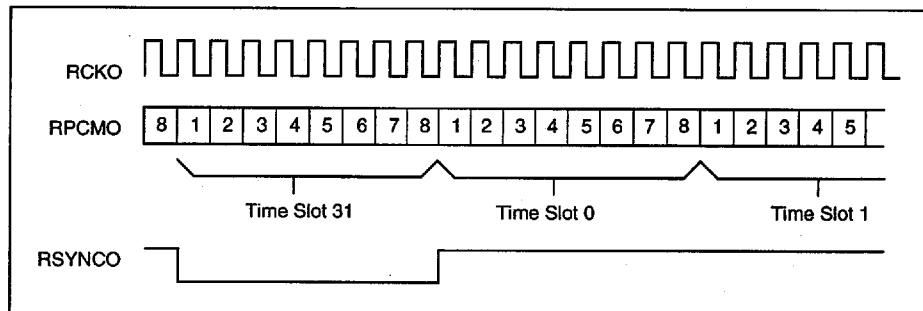 RCKO
RPCMO 8 1 2 3 4 5 6 7 8 1 2 3 4 5 6 7 8 1 2 3 4 5
Time Slot 31 Time Slot 0 Time Slot 1
RSYNCO